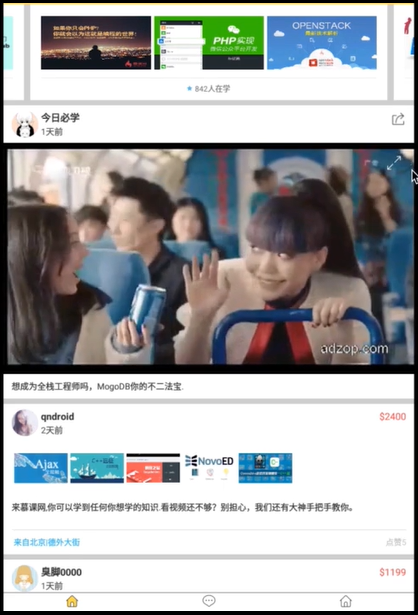 如果你只会PHP!
你就会以为这就是模糊的世界!
PHP实现
微信公众平台开发
OPENSTACK
842人在学
今日必学
1天前
adzop.com
想成为全栈工程师吗，MogoDB你的不二法宝.
qndroid
$2400
2天前
Ajax
C++
NovoED
来慕课网,你可以学到任何你想学的知识.看视频还不够？别担心，我们还有大神手把手教你。
来自北京|德外大街
点赞5
臭脚0000
$1199
1天前